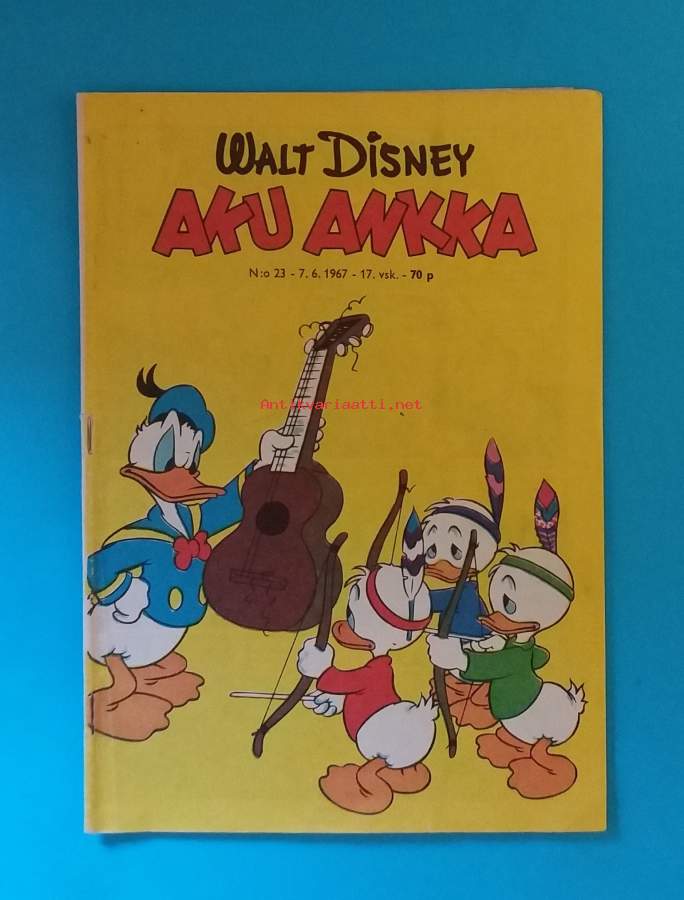 WALT DISNEY
AKU ANKKA
N:o 23 - 7. 6. 1967 - 17. vsk. - 70 p
Antikvariaatti.net